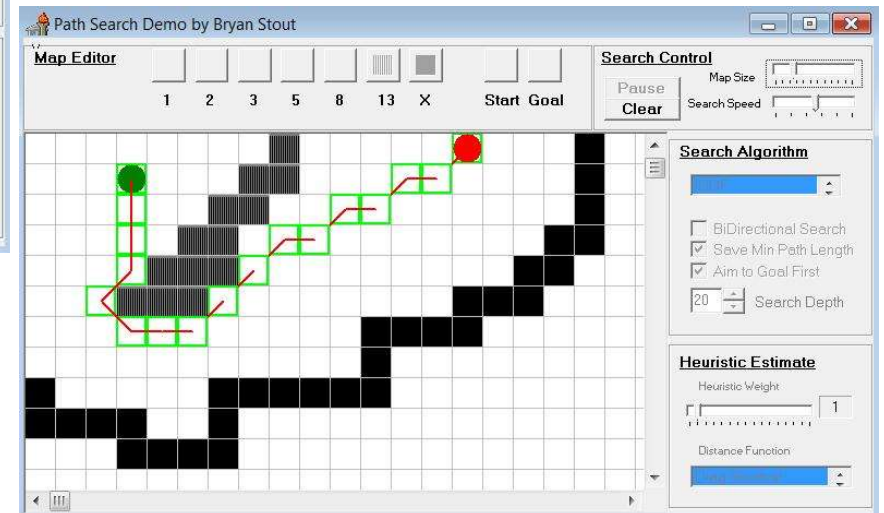 Path Search Demo by Bryan Stout
Map Editor
1 2 3 5 8 13 X Start Goal
Search Control
Pause
Clear
Map Size
Search Speed
Search Algorithm
BiDirectional Search
Save Min Path Length
Aim to Goal First
20 Search Depth
Heuristic Estimate
Heuristic Weight
1
Distance Function